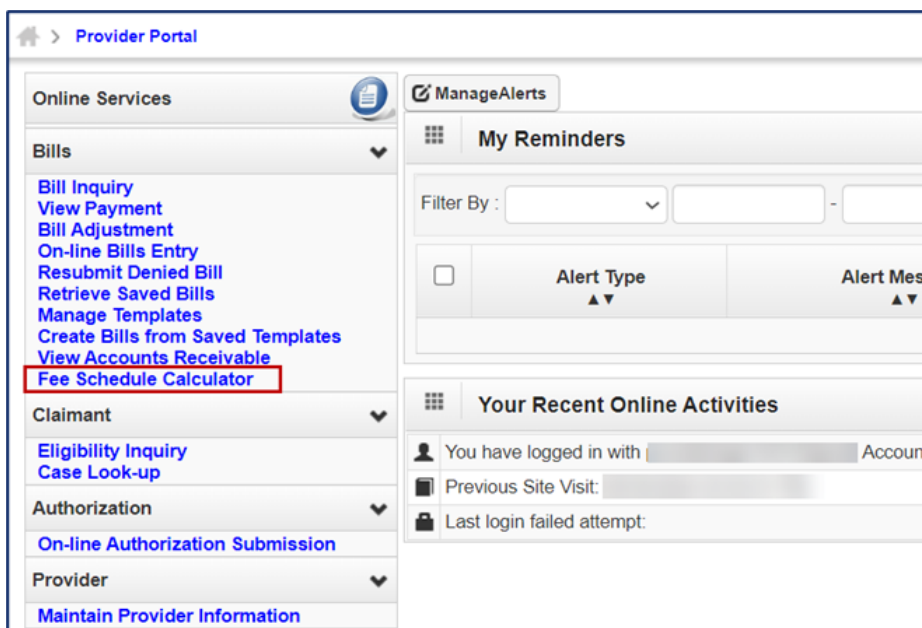 > Provider Portal
Online Services
Bills
Bill Inquiry
View Payment
Bill Adjustment
On-line Bills Entry
Resubmit Denied Bill
Retrieve Saved Bills
Manage Templates
Create Bills from Saved Templates
View Accounts Receivable
Fee Schedule Calculator
Claimant
Eligibility Inquiry
Case Look-up
Authorization
On-line Authorization Submission
Provider
Maintain Provider Information
ManageAlerts
My Reminders
Filter By : -
Alert Type
▲▼
Alert Mes
▲▼
Your Recent Online Activities
You have logged in with Accoun
Previous Site Visit:
Last login failed attempt: